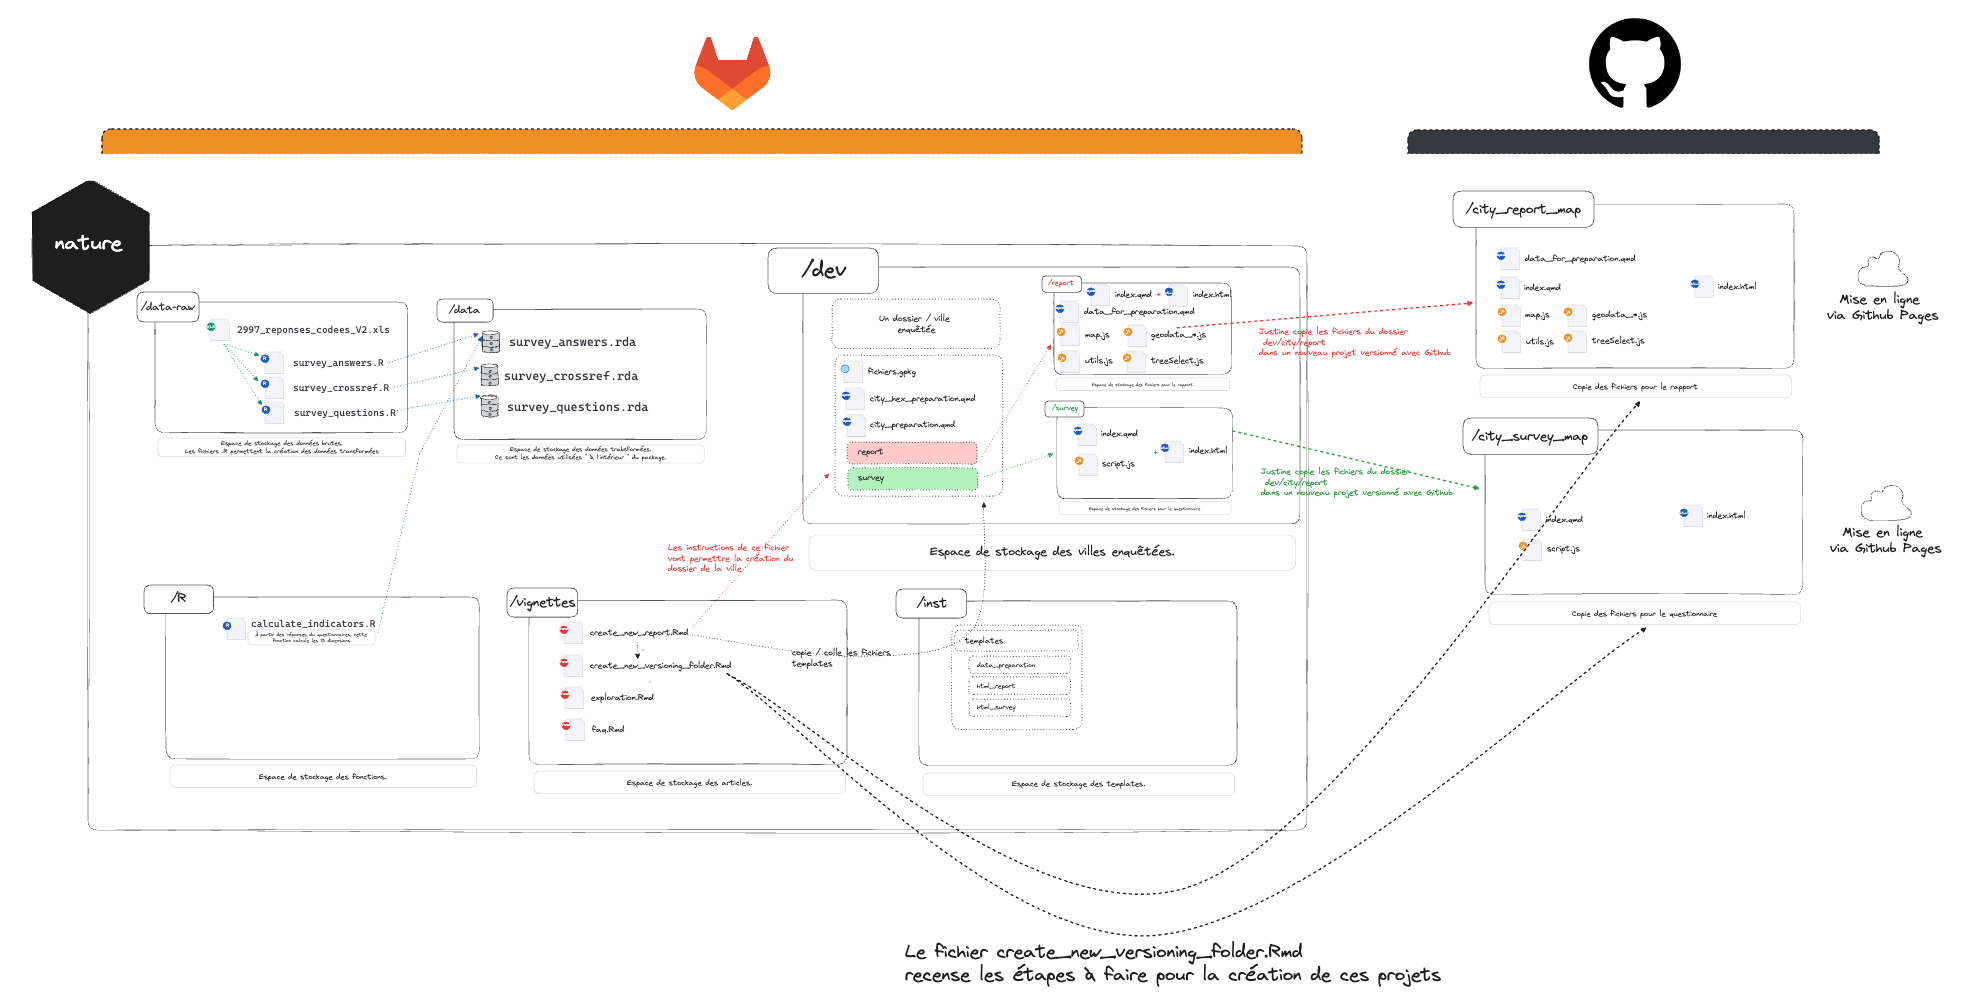 nature
/data-raw
2997_reponses_codees_V2.xls
survey_answers.R
survey_crossref.R
survey_questions.R
Espace de stockage des données brutes.
Les fichiers .R permettent la création des données transformées
/data
survey_answers.rda
survey_crossref.rda
survey_questions.rda
Espace de stockage des données transformées.
Ce sont les données utilisées " à l'intérieur " du package.
/dev
Un dossier / ville
enquêtée
fichiers.gpkg
city_hex_preparation.qmd
city_preparation.qmd
report
survey
/report
index.qmd + index.html
data_for_preparation.qmd
map.js
geodata_*.js
utils.js
treeSelect.js
Espace de stockage des fichiers pour le rapport
/survey
index.qmd
script.js
+ index.html
Espace de stockage des fichiers pour le questionnaire
Espace de stockage des villes enquêtées.
Justine copie les fichiers du dossier
dev/city/report
dans un nouveau projet versionné avec Github
Justine copie les fichiers du dossier
dev/city/report
dans un nouveau projet versionné avec Github
/city_report_map
data_for_preparation.qmd
index.qmd
index.html
map.js
geodata_*.js
utils.js
treeSelect.js
Copie des fichiers pour le rapport
Mise en ligne
via Github Pages
/city_survey_map
index.qmd
index.html
script.js
Copie des fichiers pour le questionnaire
Mise en ligne
via Github Pages
Les instructions de ce fichier
vont permettre la création du
dossier de la ville
/R
calculate_indicators.R
À partir des réponses du questionnaires, cette
fonction calcule les 13 dimensions.
Espace de stockage des fonctions.
/vignettes
create_new_report.Rmd
create_new_versioning_folder.Rmd
exploration.Rmd
faq.Rmd
Espace de stockage des articles.
copie / colle les fichiers
templates
/inst
templates
data_preparation
html_report
html_survey
Espace de stockage des templates.
Le fichier create_new_versioning_folder.Rmd
recense les étapes à faire pour la création de ces projets